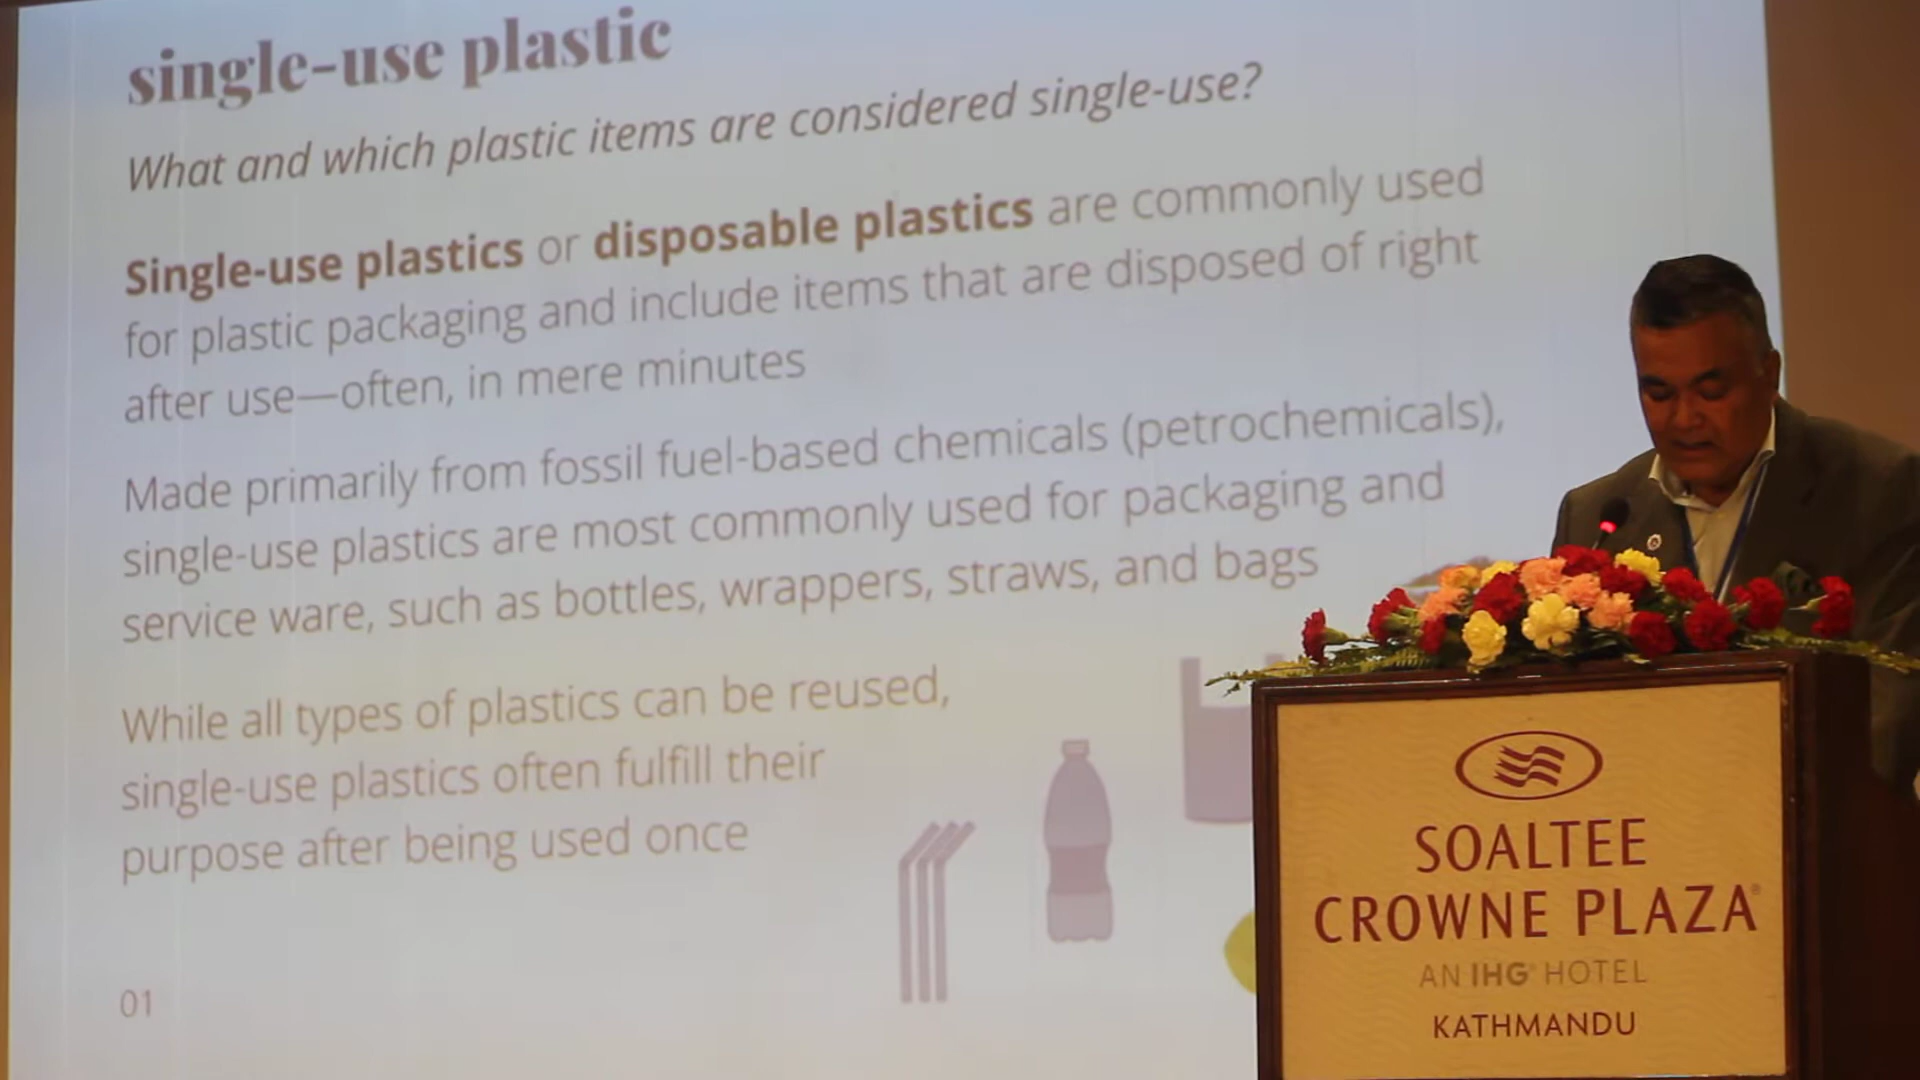 single-use plastic
What and which plastic items are considered single-use?
Single-use plastics or disposable plastics are commonly used
for plastic packaging and include items that are disposed of right
after use—often, in mere minutes
Made primarily from fossil fuel-based chemicals (petrochemicals),
single-use plastics are most commonly used for packaging and
service ware, such as bottles, wrappers, straws, and bags
While all types of plastics can be reused,
single-use plastics often fulfill their
purpose after being used once
01
SOALTEE
CROWNE PLAZA®
AN IHG® HOTEL
KATHMANDU